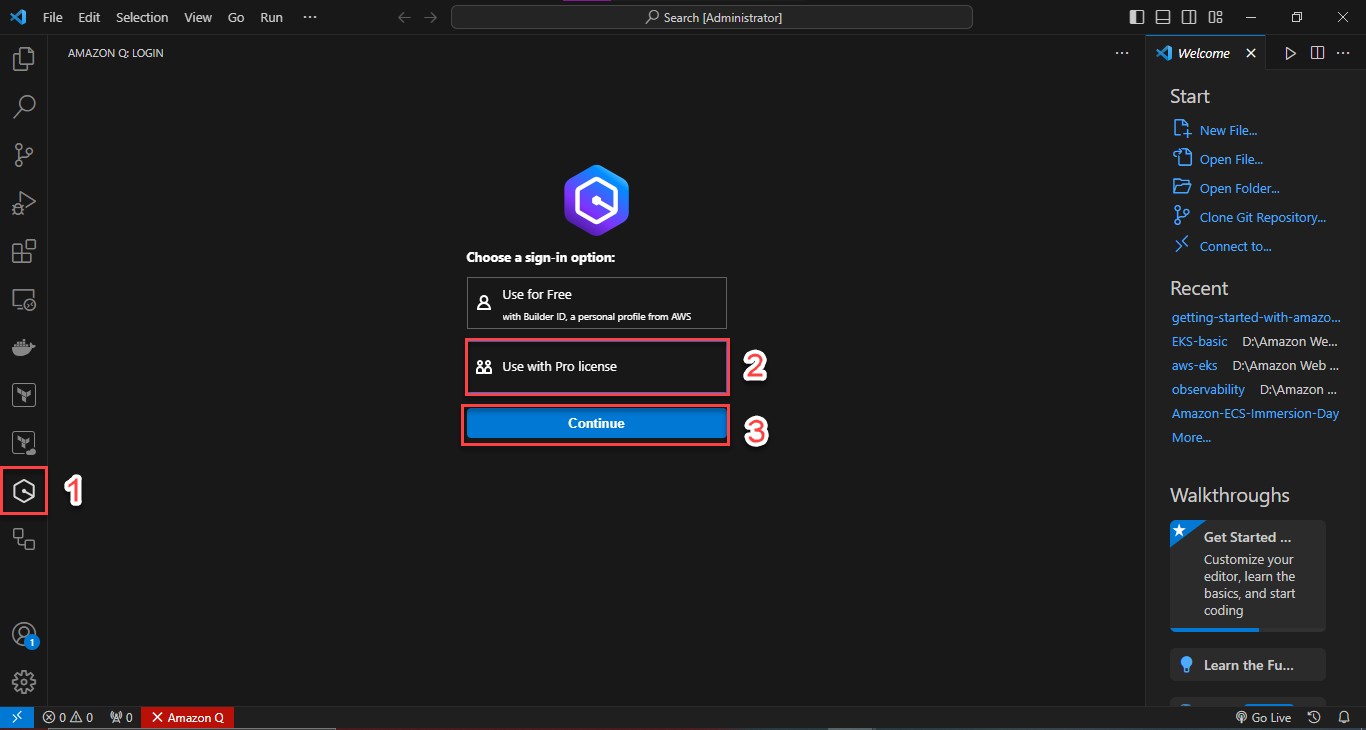 File Edit Selection View Go Run ···
Search [Administrator]
AMAZON Q: LOGIN
Choose a sign-in option:
Use for Free
with Builder ID, a personal profile from AWS
Use with Pro license
2
Continue
3
1
Welcome
Start
New File...
Open File...
Open Folder...
Clone Git Repository...
Connect to...
Recent
getting-started-with-amazo...
EKS-basic D:\Amazon We...
aws-eks D:\Amazon Web ...
observability D:\Amazon ...
Amazon-ECS-Immersion-Day
More...
Walkthroughs
Get Started ...
Customize your
editor, learn the
basics, and start
coding
Learn the Fu...
1
0 0 0 Amazon Q
Go Live